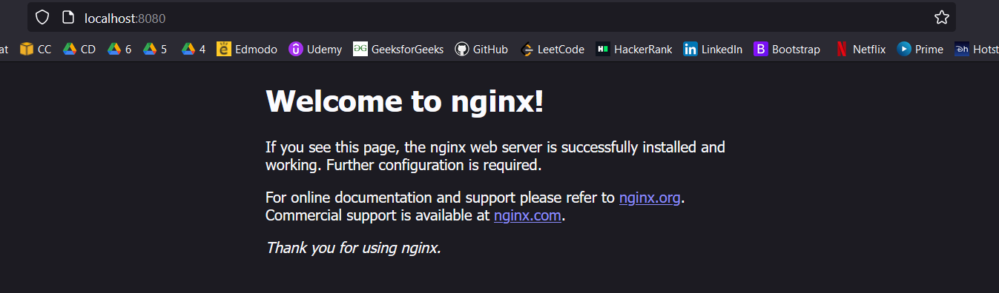 localhost:8080
at CC CD 6 5 4 Edmodo Udemy GeeksforGeeks GitHub LeetCode HackerRank LinkedIn Bootstrap Netflix Prime Hotst
Welcome to nginx!
If you see this page, the nginx web server is successfully installed and
working. Further configuration is required.
For online documentation and support please refer to nginx.org.
Commercial support is available at nginx.com.
Thank you for using nginx.